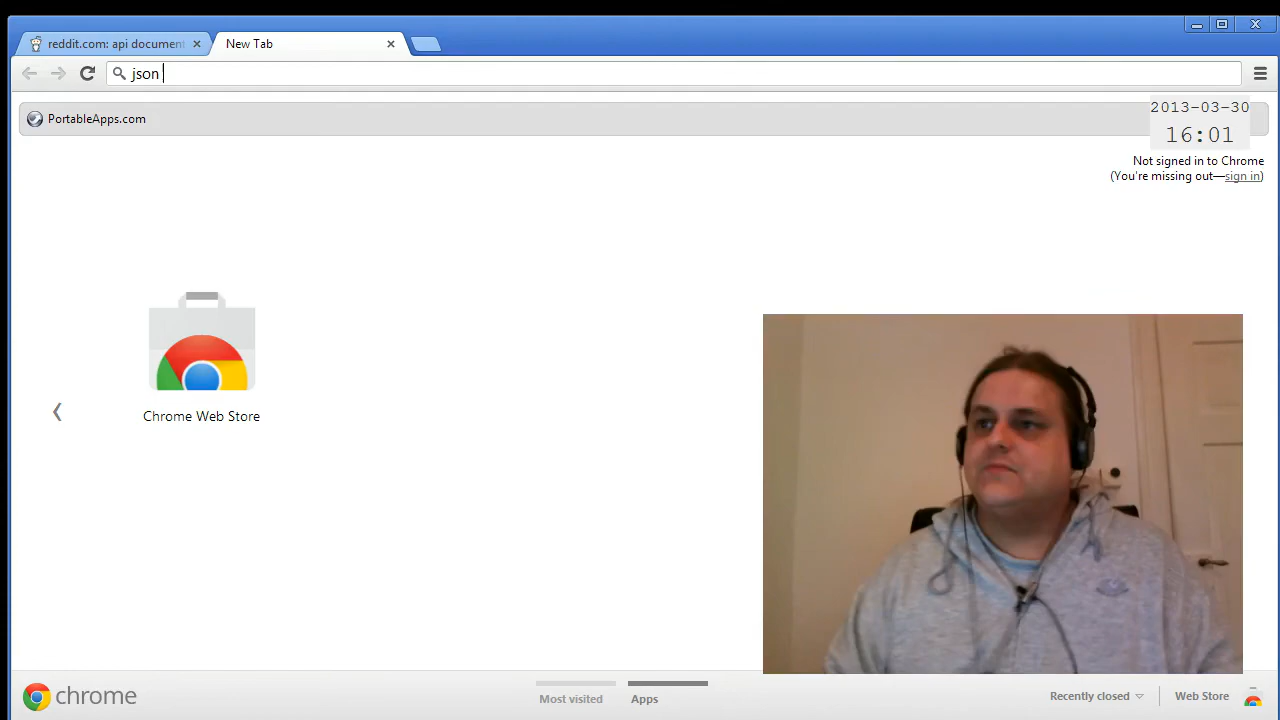 reddit.com: api document
New Tab
json
PortableApps.com
2013-03-30
16:01
Not signed in to Chrome
(You're missing out—sign in)
Chrome Web Store
chrome
Most visited
Apps
Recently closed
Web Store